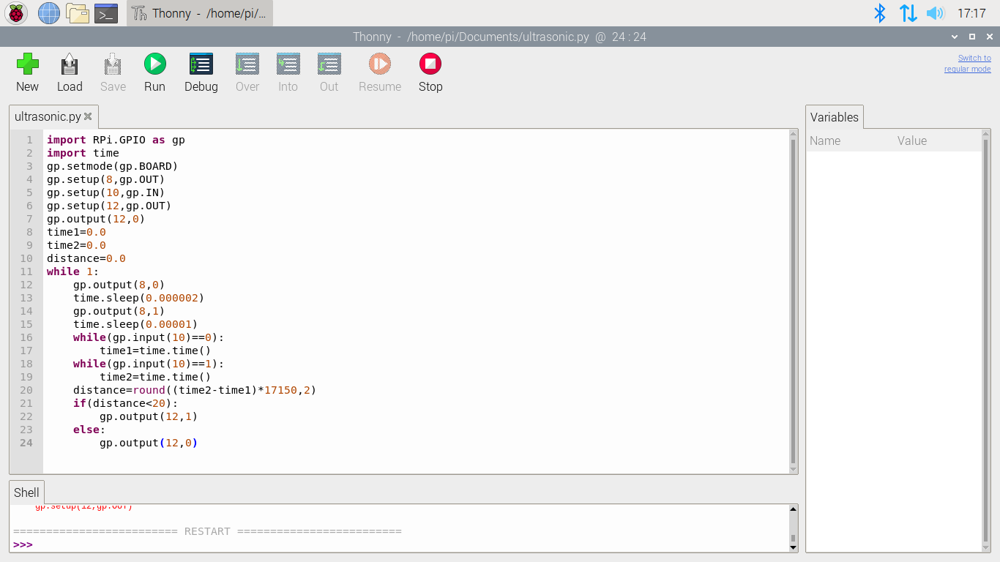 Thonny - /home/pi/...
17:17
Thonny - /home/pi/Documents/ultrasonic.py @ 24 : 24
New Load Save Run Debug Over Into Out Resume Stop
Switch to
regular mode
ultrasonic.py
Variables
Name Value
1 import RPi.GPIO as gp
2 import time
3 gp.setmode(gp.BOARD)
4 gp.setup(8,gp.OUT)
5 gp.setup(10,gp.IN)
6 gp.setup(12,gp.OUT)
7 gp.output(12,0)
8 time1=0.0
9 time2=0.0
10 distance=0.0
11 while 1:
12     gp.output(8,0)
13     time.sleep(0.000002)
14     gp.output(8,1)
15     time.sleep(0.00001)
16     while(gp.input(10)==0):
17         time1=time.time()
18     while(gp.input(10)==1):
19         time2=time.time()
20     distance=round((time2-time1)*17150,2)
21     if(distance<20):
22         gp.output(12,1)
23     else:
24         gp.output(12,0)
Shell
gp.setup(12,gp.OUT)
========================= RESTART =========================
>>>